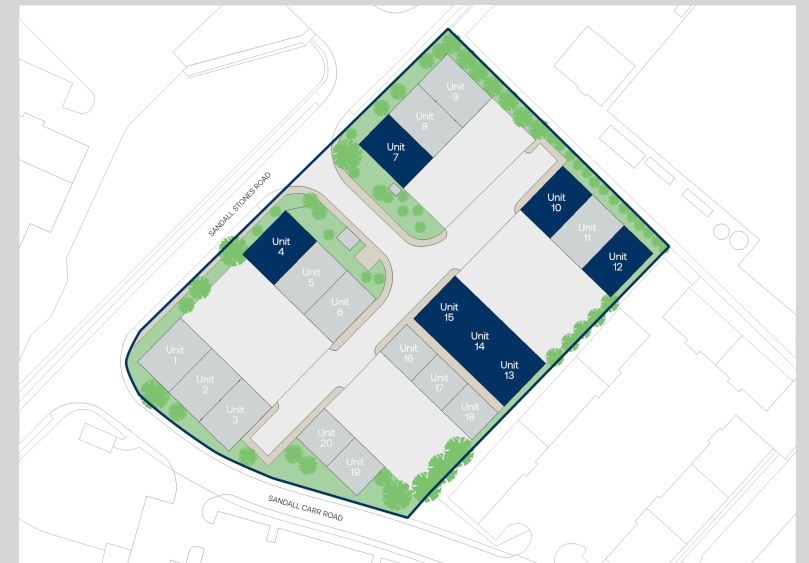 Unit
9
Unit
8
Unit
7
SANDALL STONES ROAD
Unit
10
Unit
11
Unit
12
Unit
4
Unit
5
Unit
6
Unit
15
Unit
14
Unit
13
Unit
1
Unit
2
Unit
3
Unit
16
Unit
17
Unit
18
Unit
20
Unit
19
SANDALL CARR ROAD